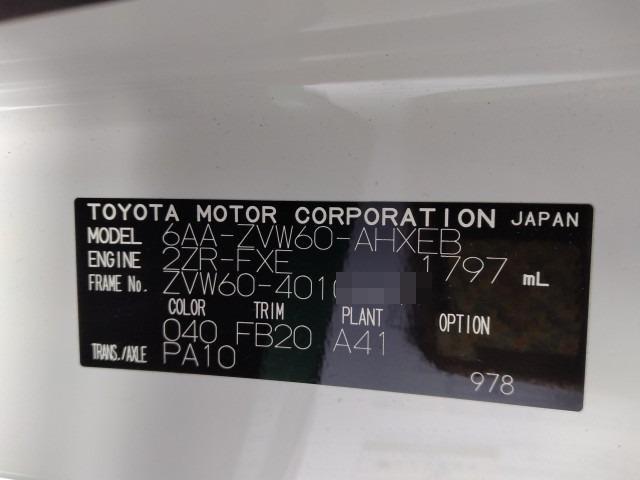 TOYOTA MOTOR CORPORATION JAPAN
MODEL 6AA-ZVW60-AHXEB
ENGINE 2ZR-FXE 1797 mL
FRAME No. ZVW60-401
COLOR TRIM PLANT OPTION
040 FB20 A41
TRANS./AXLE PA10
978